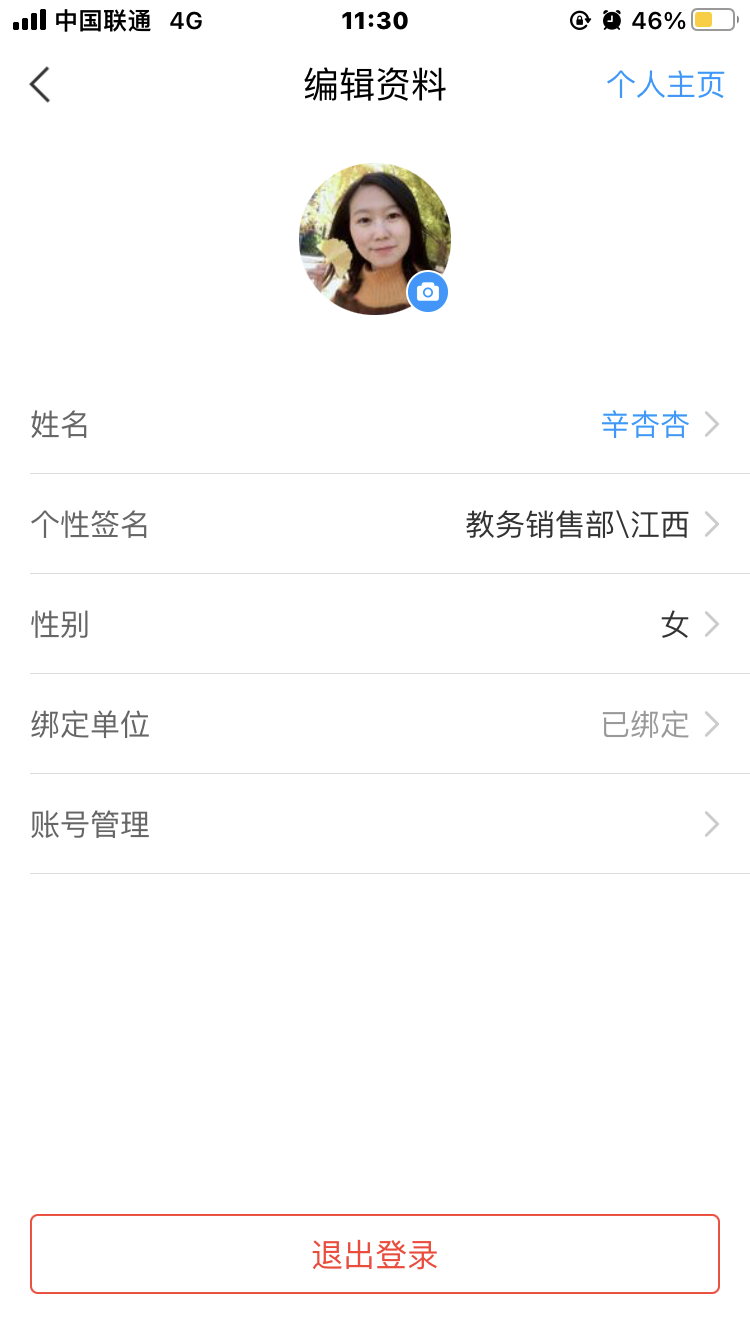 中国联通 4G 11:30 46%
编辑资料 个人主页
姓名 辛杏杏
个性签名 教务销售部\江西
性别 女
绑定单位 已绑定
账号管理
退出登录